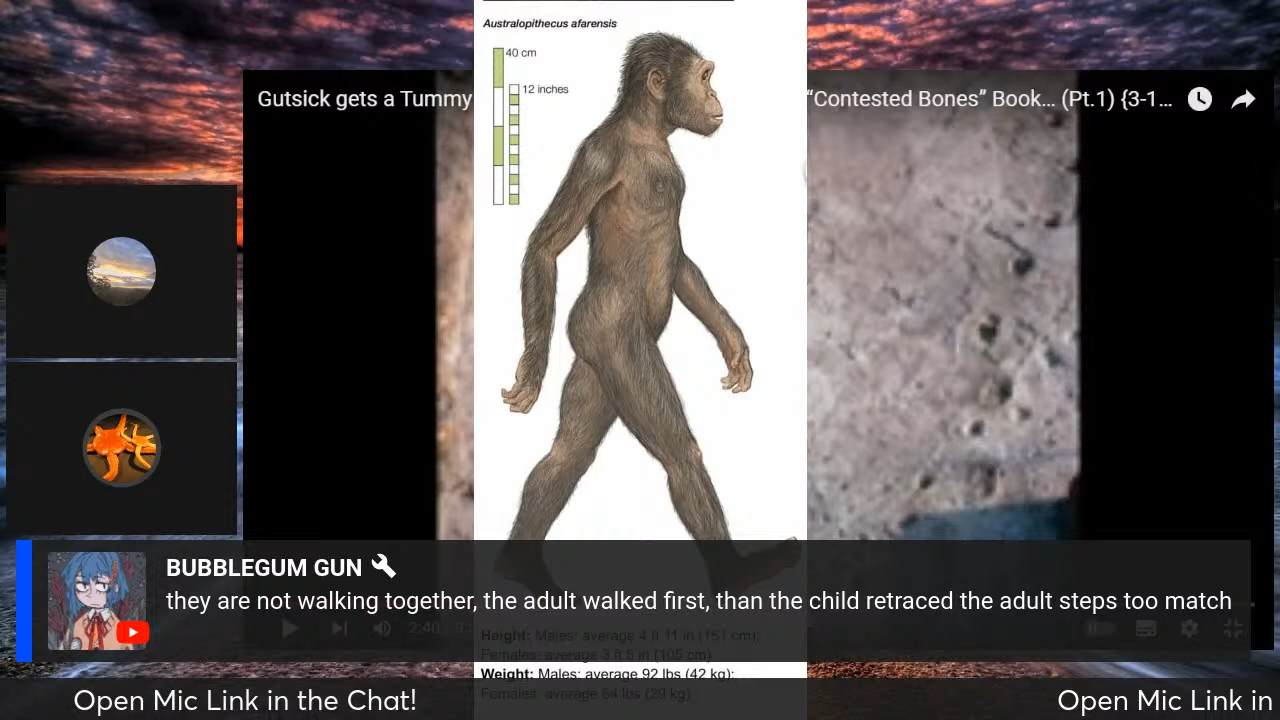 Australopithecus afarensis
40 cm
12 inches
Gutsick gets a Tummy
“Contested Bones” Book... (Pt.1) {3-1...
BUBBLEGUM GUN
they are not walking together, the adult walked first, than the child retraced the adult steps too match
2:40
Height: Males: average 4 ft 11 in (151 cm);
Females: average 3 ft 5 in (105 cm)
Weight: Males: average 92 lbs (42 kg);
Females: average 64 lbs (29 kg)
Open Mic Link in the Chat!
Open Mic Link in